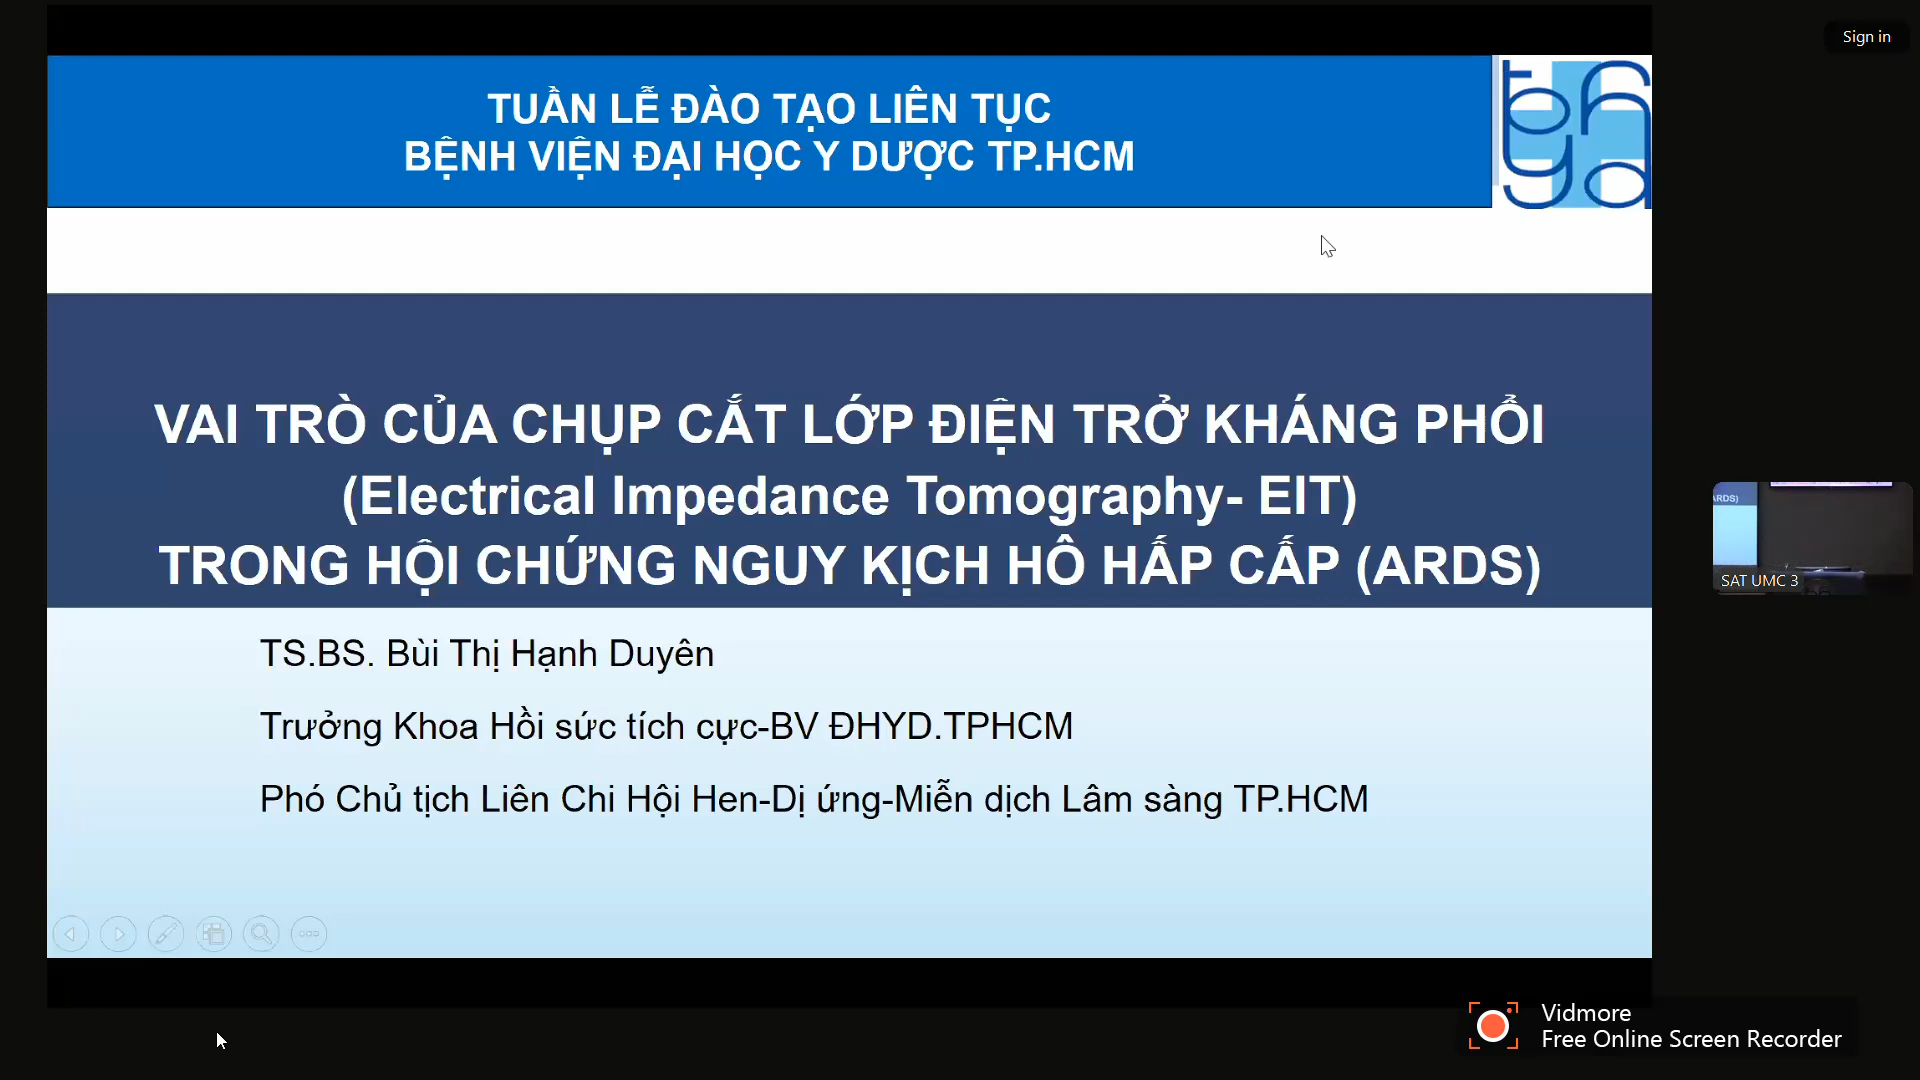 Sign in
TUẦN LỄ ĐÀO TẠO LIÊN TỤC
BỆNH VIỆN ĐẠI HỌC Y DƯỢC TP.HCM
VAI TRÒ CỦA CHỤP CẮT LỚP ĐIỆN TRỞ KHÁNG PHỔI
(Electrical Impedance Tomography- EIT)
TRONG HỘI CHỨNG NGUY KỊCH HÔ HẤP CẤP (ARDS)
TS.BS. Bùi Thị Hạnh Duyên
Trưởng Khoa Hồi sức tích cực-BV ĐHYD.TPHCM
Phó Chủ tịch Liên Chi Hội Hen-Dị ứng-Miễn dịch Lâm sàng TP.HCM
ARDS)
SAT UMC 3
Vidmore
Free Online Screen Recorder